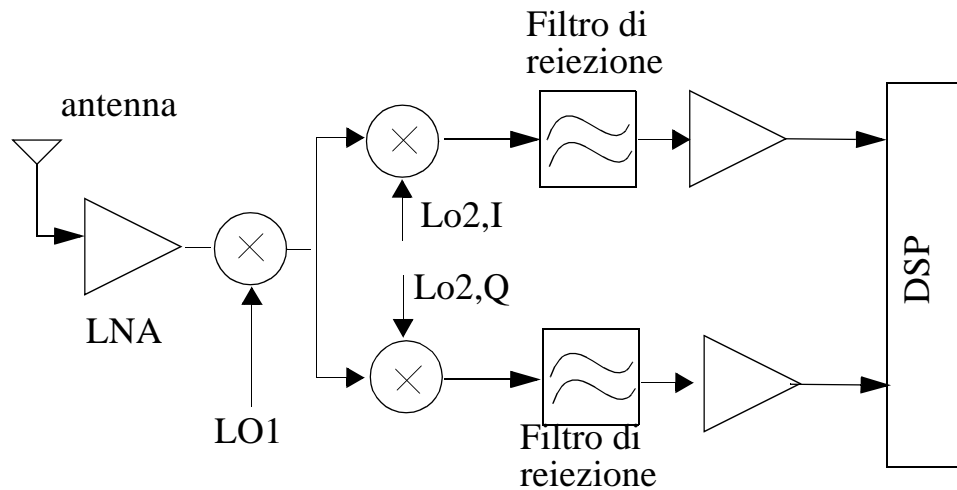 Filtro di
reiezione
antenna
Lo2,I
Lo2,Q
LNA
LO1
DSP
Filtro di
reiezione